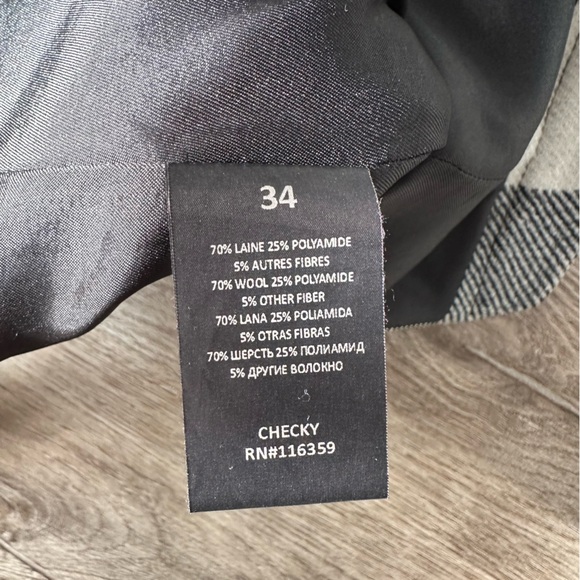 34
70% LAINE 25% POLYAMIDE
5% AUTRES FIBRES
70% WOOL 25% POLYAMIDE
5% OTHER FIBER
70% LANA 25% POLIAMIDA
5% OTRAS FIBRAS
70% ШЕРСТЬ 25% ПОЛИАМИД
5% ДРУГИЕ ВОЛОКНО
CHECKY
RN#116359